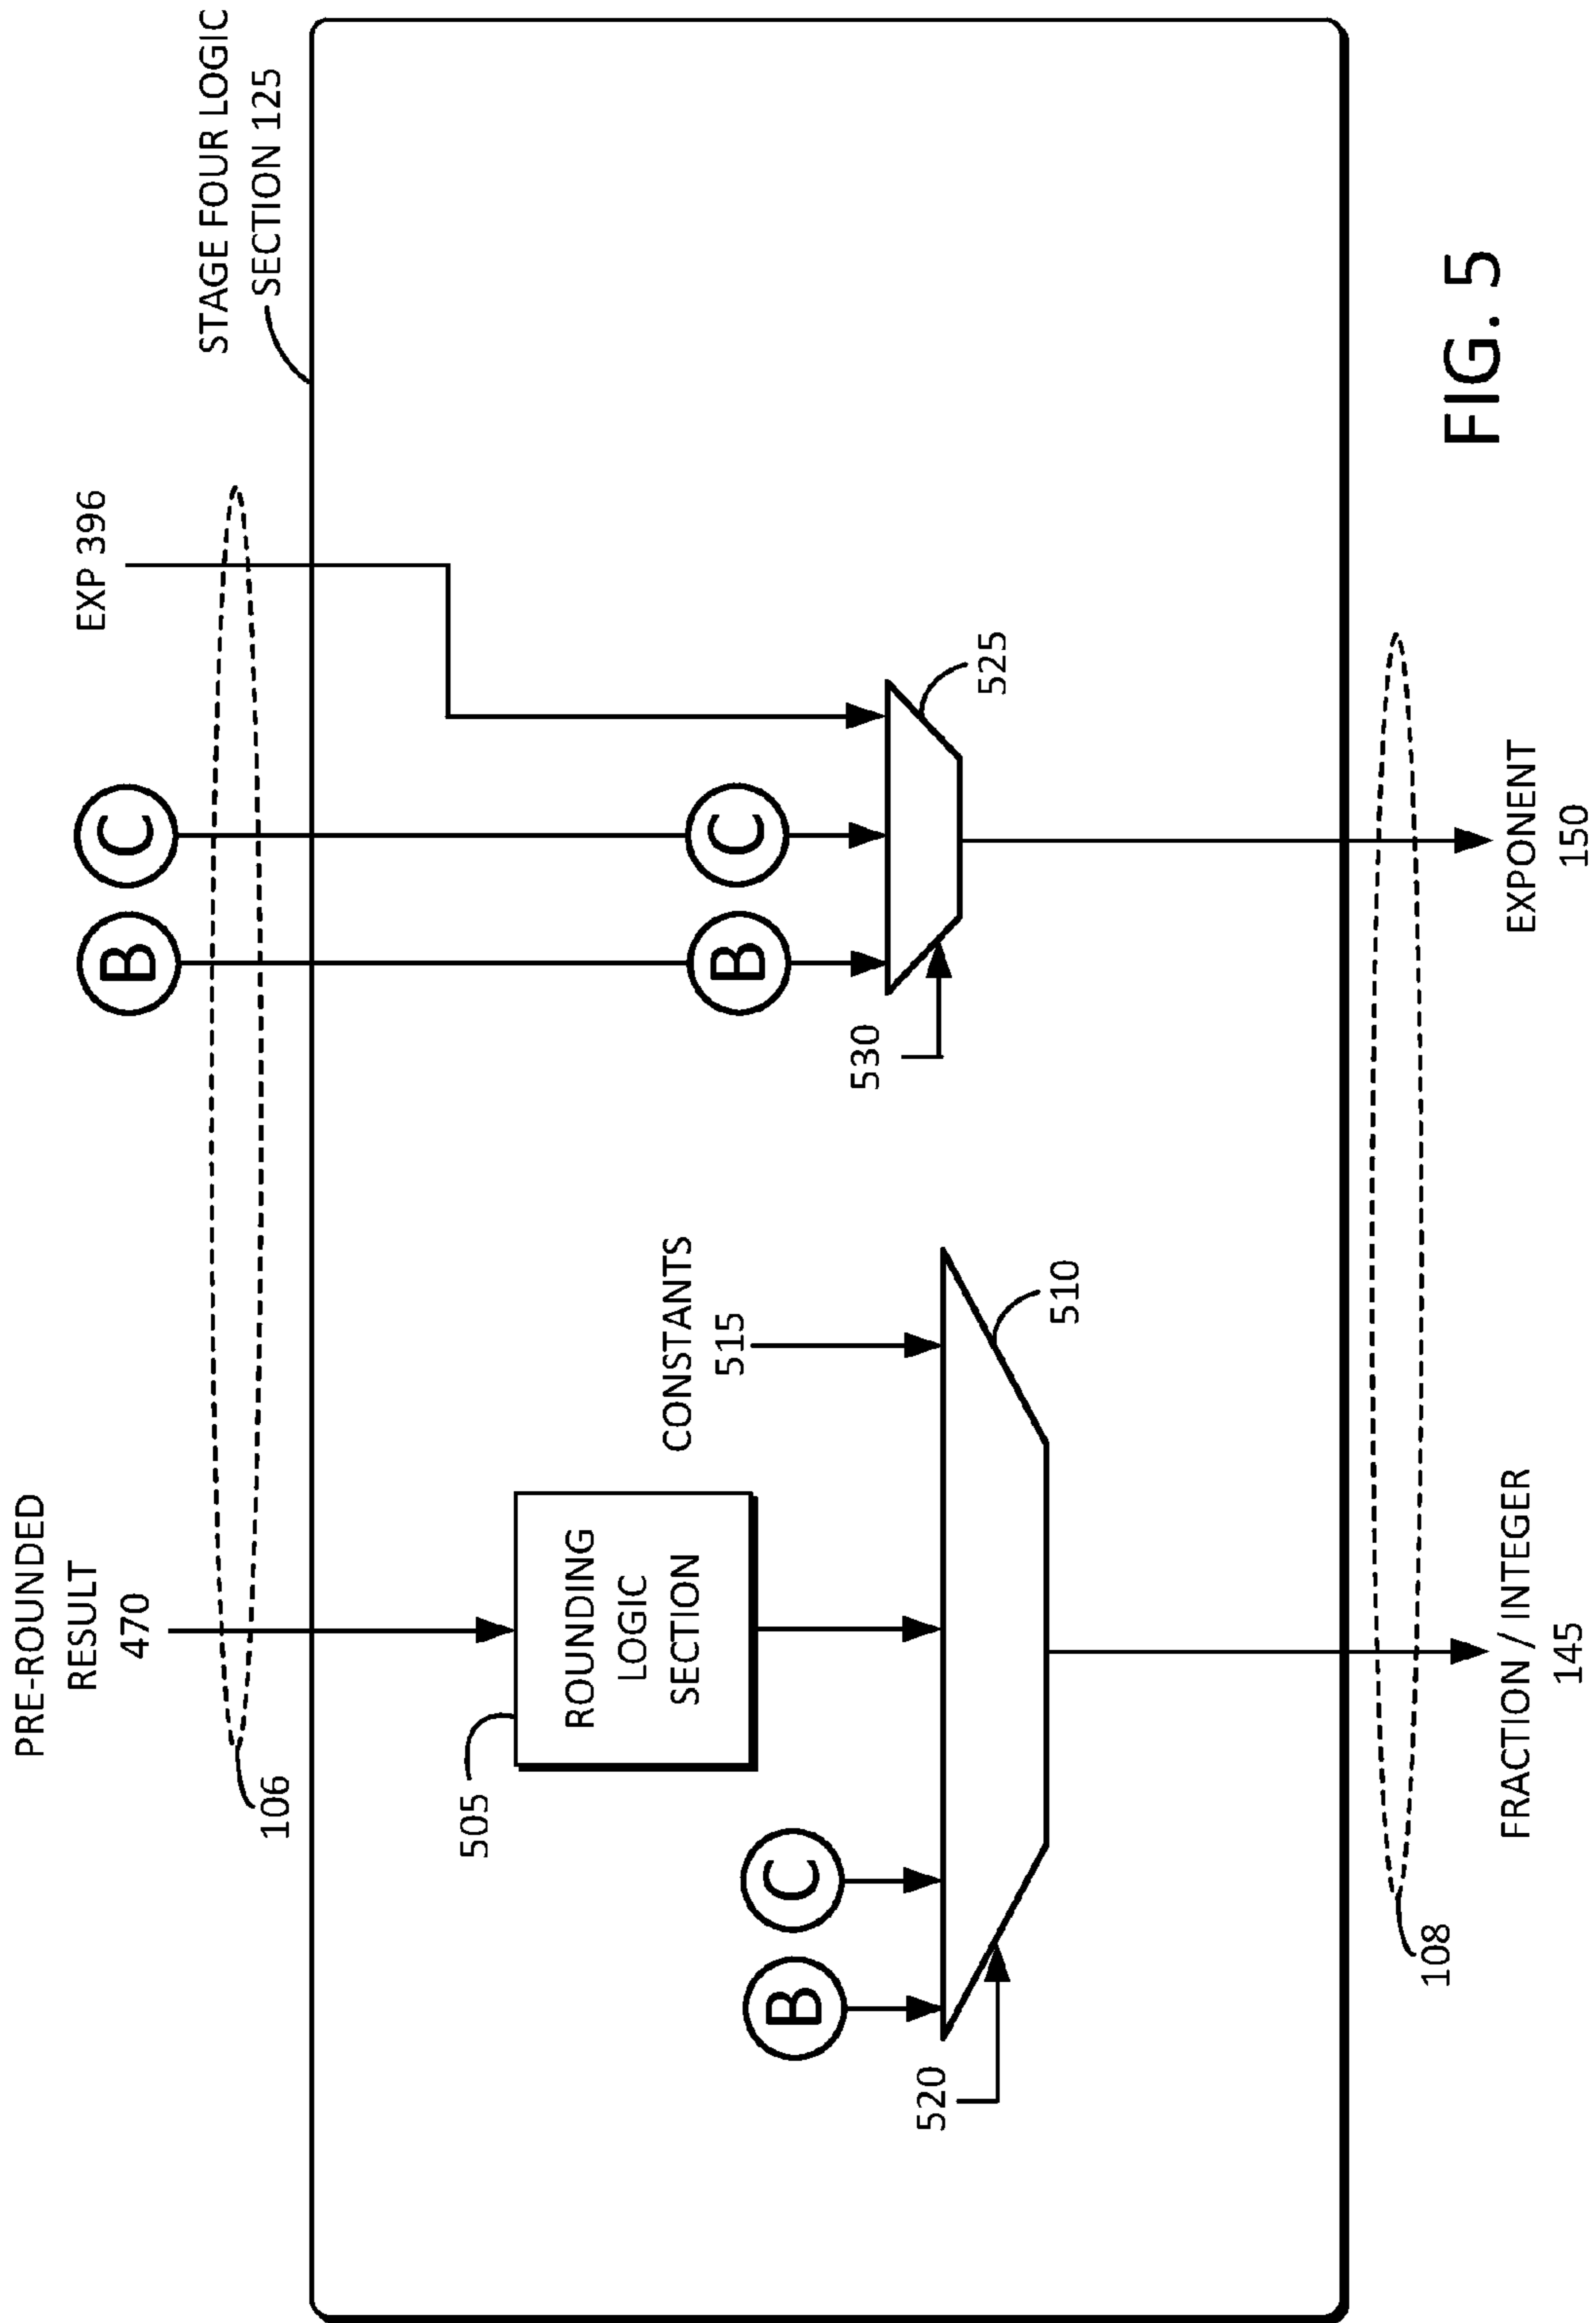 PRE-ROUNDED
RESULT
470
B
C
EXP 396
STAGE FOUR LOGIC
SECTION 125
106
505
ROUNDING
LOGIC
SECTION
CONSTANTS
515
B
C
B
C
520
510
530
525
108
FRACTION / INTEGER
145
EXPONENT
150
FIG. 5